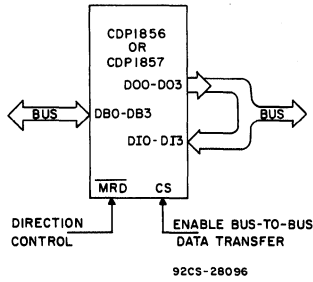 CDP1856
OR
CDP1857
DO0-DO3
BUS
DB0-DB3
BUS
DI0-DI3
MRD
CS
DIRECTION
CONTROL
ENABLE BUS-TO-BUS
DATA TRANSFER
92CS-28096